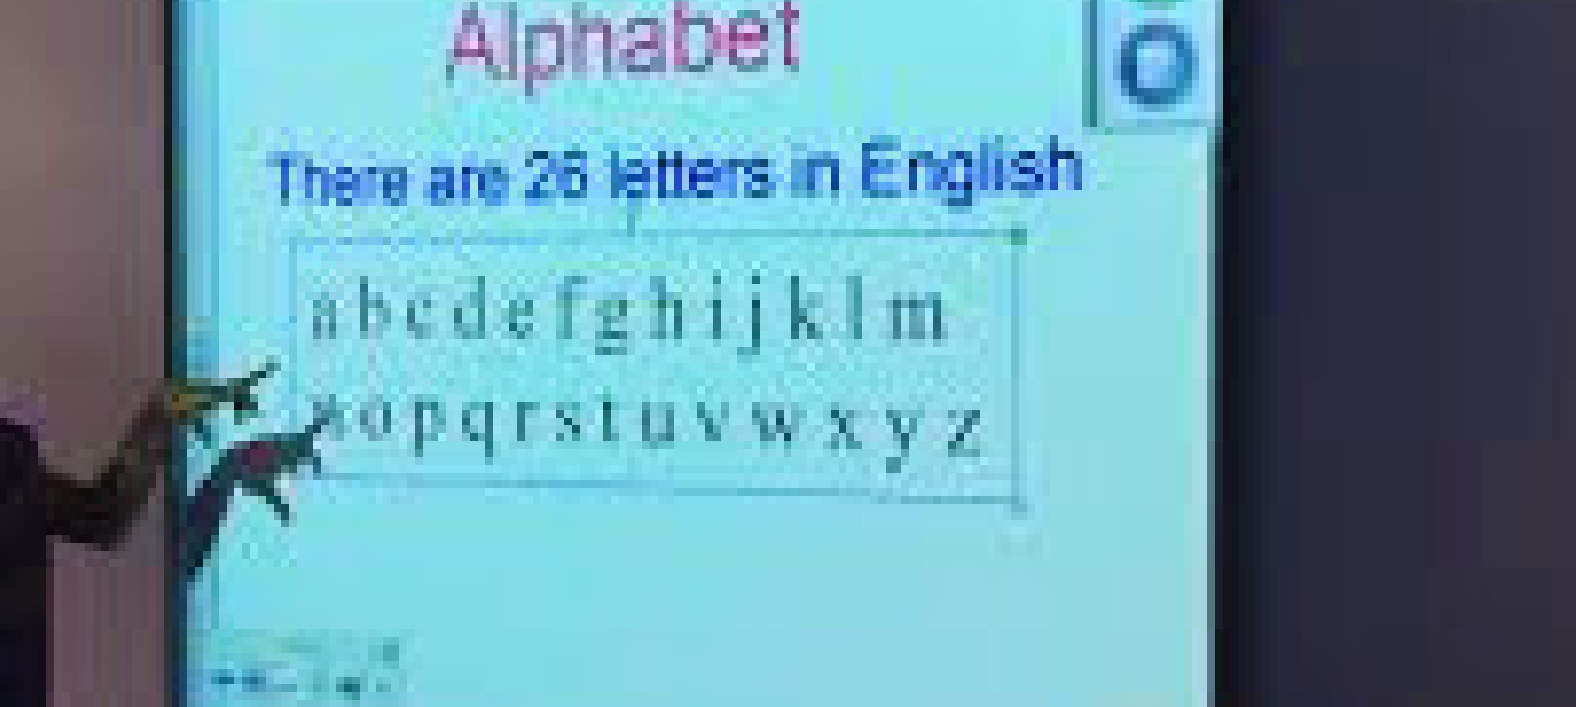 Alphabet
There are 26 letters in English
a b c d e f g h i j k l m
n o p q r s t u v w x y z